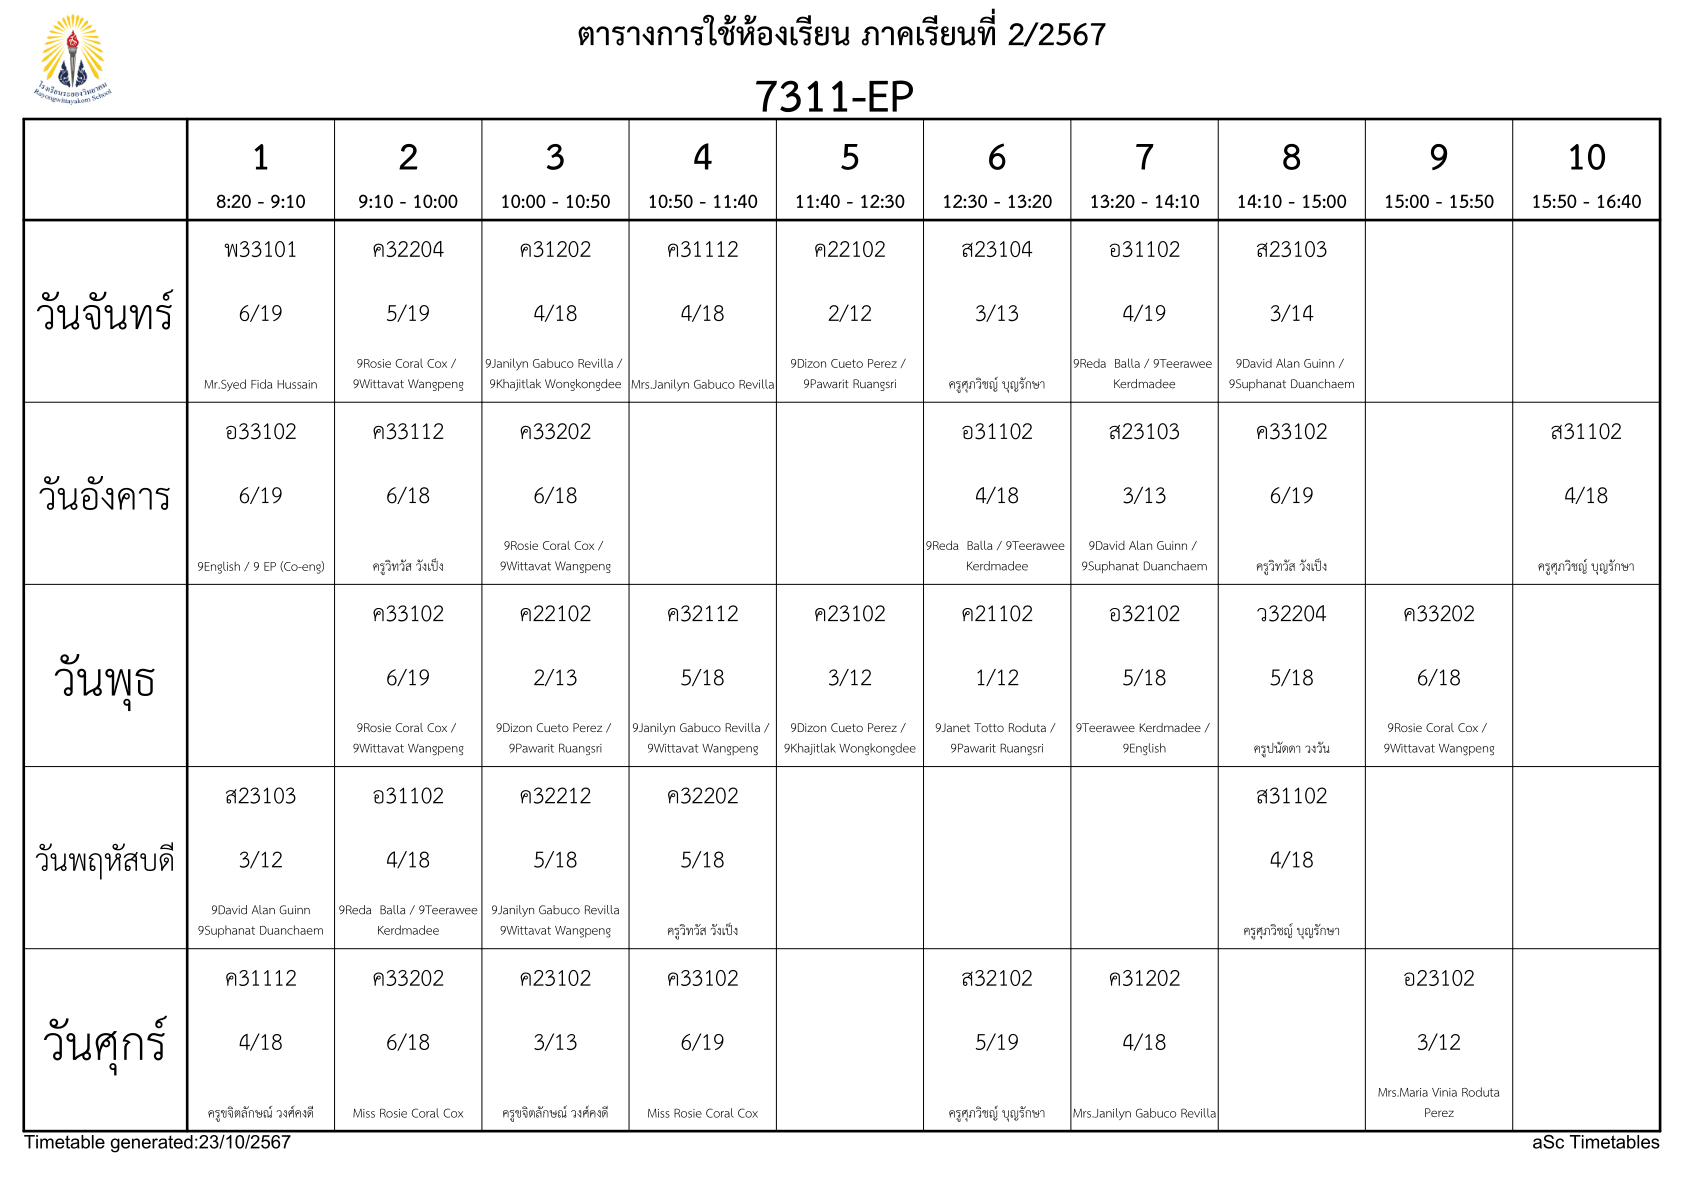 ตารางการใช้ห้องเรียน ภาคเรียนที่ 2/2567
โรงเรียนระยองวิทยาคม
Rayongwittayakom School
7311-EP
1 2 3 4 5 6 7 8 9 10
8:20 - 9:10 9:10 - 10:00 10:00 - 10:50 10:50 - 11:40 11:40 - 12:30 12:30 - 13:20 13:20 - 14:10 14:10 - 15:00 15:00 - 15:50 15:50 - 16:40
วันจันทร์
พ33101 ค32204 ค31202 ค31112 ค22102 ส23104 อ31102 ส23103
6/19 5/19 4/18 4/18 2/12 3/13 4/19 3/14
9Rosie Coral Cox / 9Janilyn Gabuco Revilla / 9Dizon Cueto Perez / 9Reda Balla / 9Teerawee 9David Alan Guinn /
Mr.Syed Fida Hussain 9Wittavat Wangpeng 9Khajitlak Wongkongdee Mrs.Janilyn Gabuco Revilla 9Pawarit Ruangsri ครูศุภวิชญ์ บุญรักษา Kerdmadee 9Suphanat Duanchaem
วันอังคาร
อ33102 ค33112 ค33202 อ31102 ส23103 ค33102 ส31102
6/19 6/18 6/18 4/18 3/13 6/19 4/18
9Rosie Coral Cox / 9Reda Balla / 9Teerawee 9David Alan Guinn /
9English / 9 EP (Co-eng) ครูวิทวัส วังเป็ง 9Wittavat Wangpeng Kerdmadee 9Suphanat Duanchaem ครูวิทวัส วังเป็ง ครูศุภวิชญ์ บุญรักษา
วันพุธ
ค33102 ค22102 ค32112 ค23102 ค21102 อ32102 ว32204 ค33202
6/19 2/13 5/18 3/12 1/12 5/18 5/18 6/18
9Rosie Coral Cox / 9Dizon Cueto Perez / 9Janilyn Gabuco Revilla / 9Dizon Cueto Perez / 9Janet Totto Roduta / 9Teerawee Kerdmadee / 9Rosie Coral Cox /
9Wittavat Wangpeng 9Pawarit Ruangsri 9Wittavat Wangpeng 9Khajitlak Wongkongdee 9Pawarit Ruangsri 9English ครูปนัดดา วงวัน 9Wittavat Wangpeng
วันพฤหัสบดี
ส23103 อ31102 ค32212 ค32202 ส31102
3/12 4/18 5/18 5/18 4/18
9David Alan Guinn 9Reda Balla / 9Teerawee 9Janilyn Gabuco Revilla
9Suphanat Duanchaem Kerdmadee 9Wittavat Wangpeng ครูวิทวัส วังเป็ง ครูศุภวิชญ์ บุญรักษา
วันศุกร์
ค31112 ค33202 ค23102 ค33102 ส32102 ค31202 อ23102
4/18 6/18 3/13 6/19 5/19 4/18 3/12
Mrs.Maria Vinia Roduta
ครูขจิตลักษณ์ วงศ์คงดี Miss Rosie Coral Cox ครูขจิตลักษณ์ วงศ์คงดี Miss Rosie Coral Cox ครูศุภวิชญ์ บุญรักษา Mrs.Janilyn Gabuco Revilla Perez
Timetable generated:23/10/2567 aSc Timetables